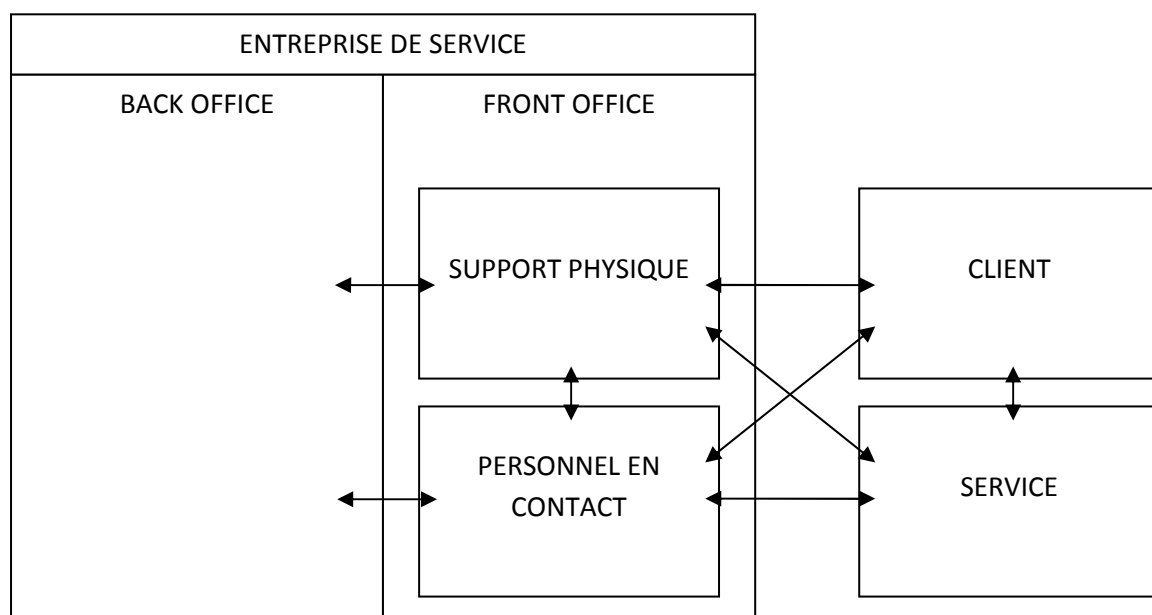 ENTREPRISE DE SERVICE
BACK OFFICE
FRONT OFFICE
SUPPORT PHYSIQUE
CLIENT
PERSONNEL EN
CONTACT
SERVICE